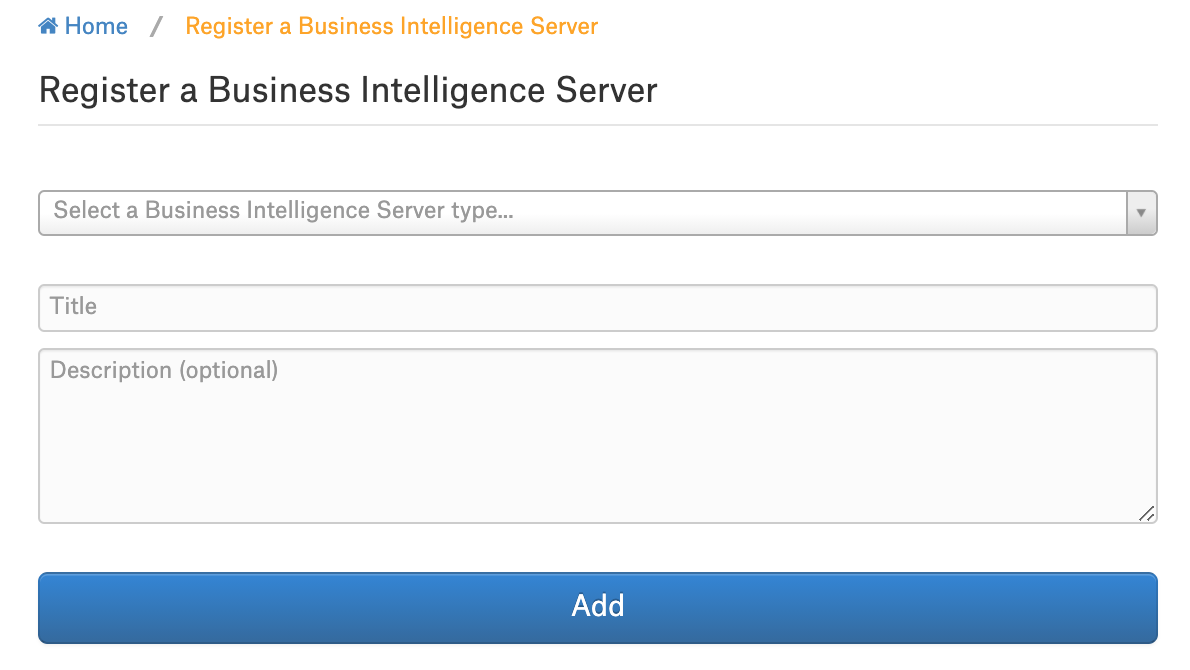 Home / Register a Business Intelligence Server
Register a Business Intelligence Server
Select a Business Intelligence Server type...
Title
Description (optional)
Add